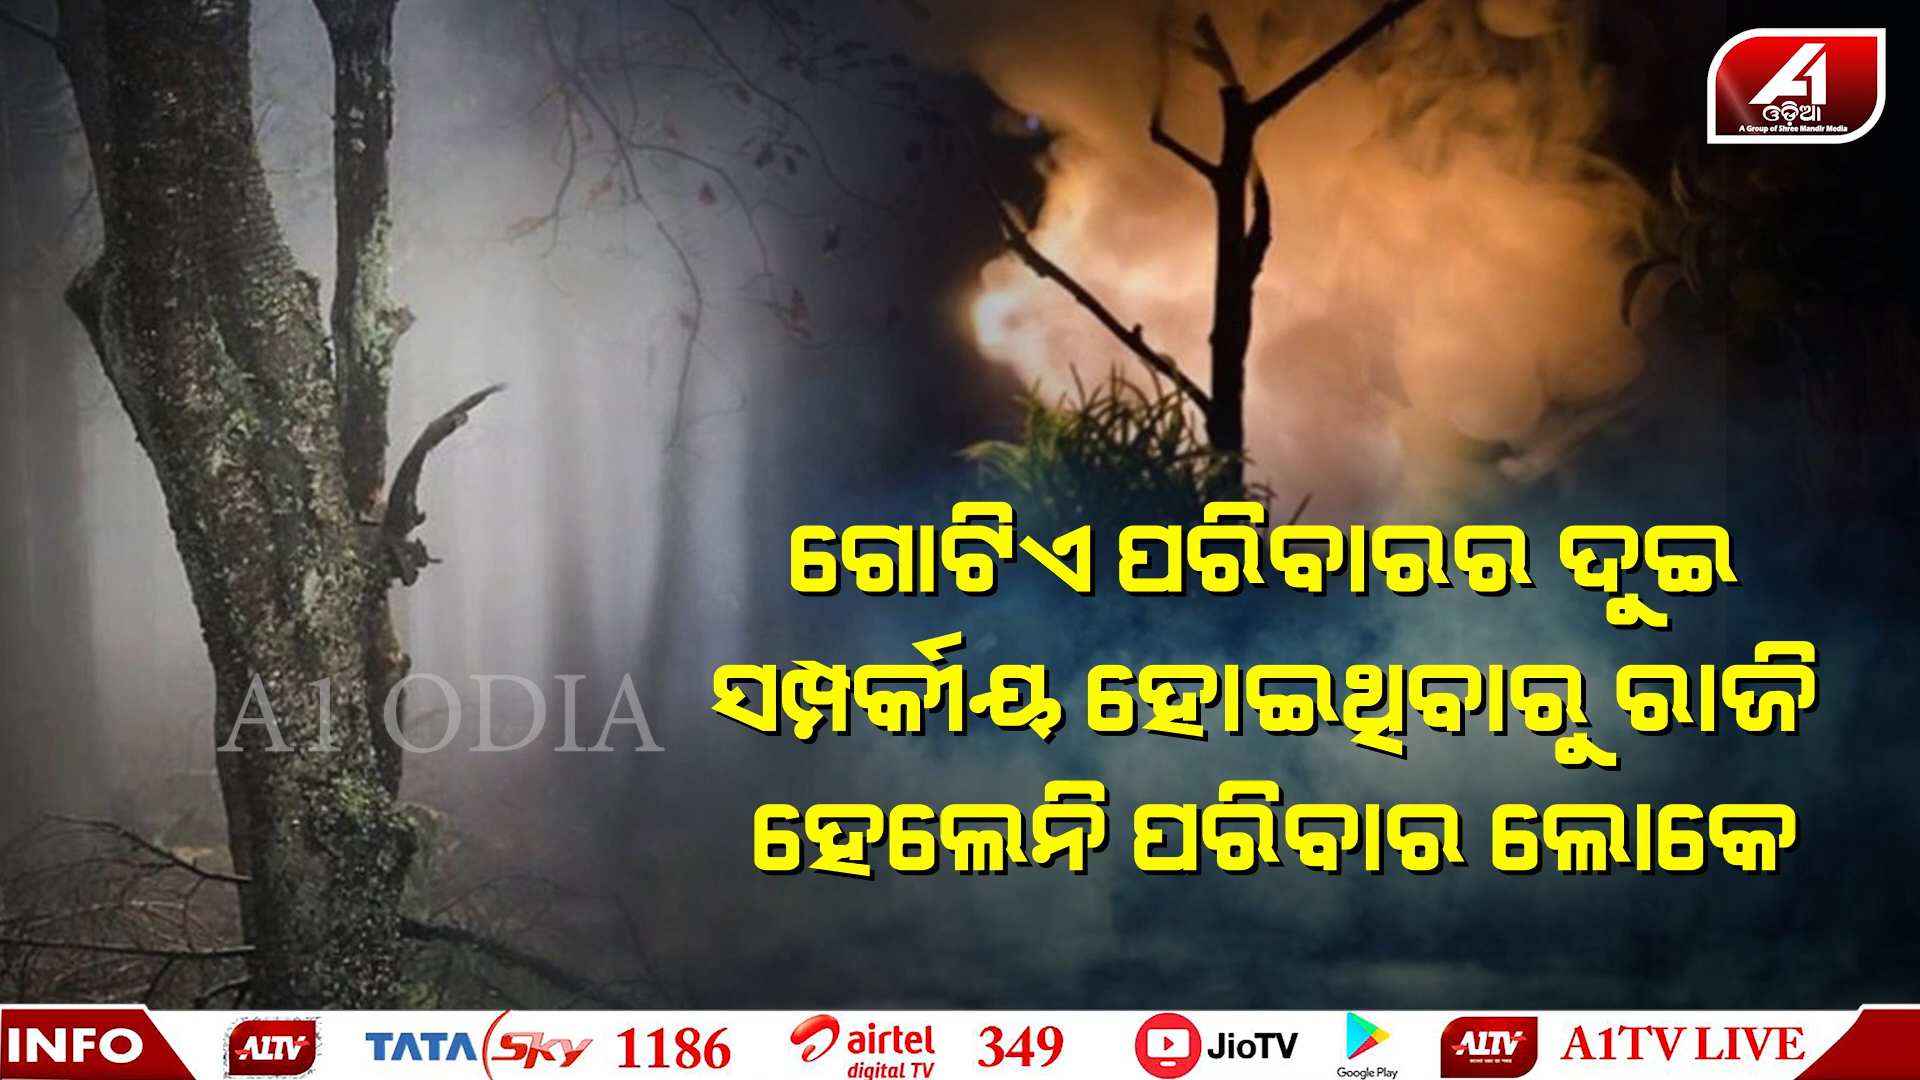 A1
ଓଡ଼ିଆ
A Group of Shree Mandir Media
ଗୋଟିଏ ପରିବାରର ଦୁଇ
ସମ୍ପର୍କୀୟ ହୋଇଥିବାରୁ ରାଜି
ହେଲେନି ପରିବାର ଲୋକେ
A1 ODIA
INFO A1TV TATA Sky 1186 airtel digital TV 349 JioTV Google Play A1TV A1TV LIVE